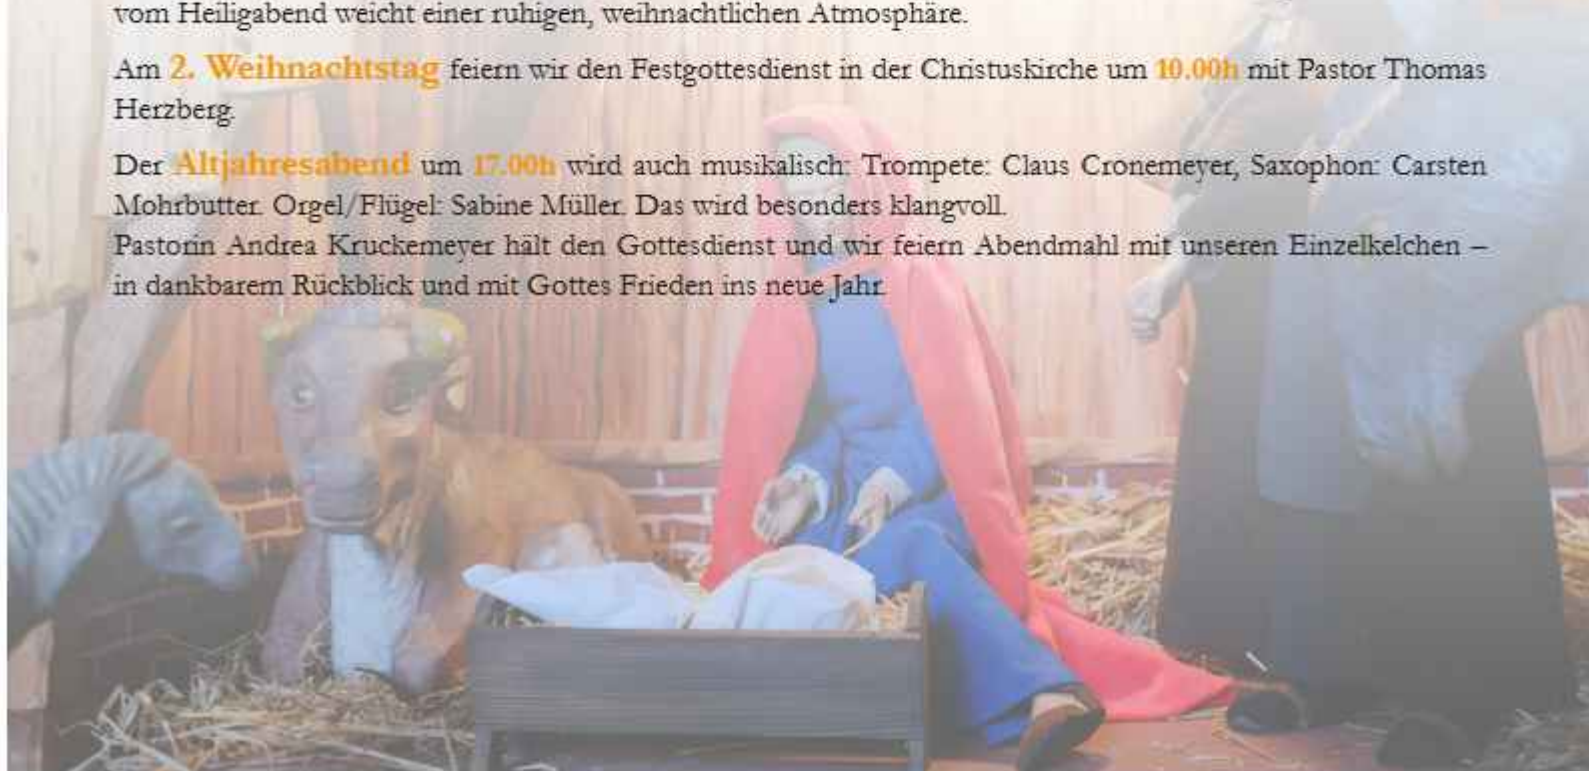 vom Heiligabend weicht einer ruhigen, weihnachtlichen Atmosphäre.
Am 2. Weihnachtstag feiern wir den Festgottesdienst in der Christuskirche um 10.00h mit Pastor Thomas
Herzberg.
Der Altjahresabend um 17.00h wird auch musikalisch: Trompete: Claus Cronemeyer, Saxophon: Carsten
Mohrbutter. Orgel/Flügel: Sabine Müller. Das wird besonders klangvoll.
Pastorin Andrea Kruckemeyer hält den Gottesdienst und wir feiern Abendmahl mit unseren Einzelkelchen –
in dankbarem Rückblick und mit Gottes Frieden ins neue Jahr.